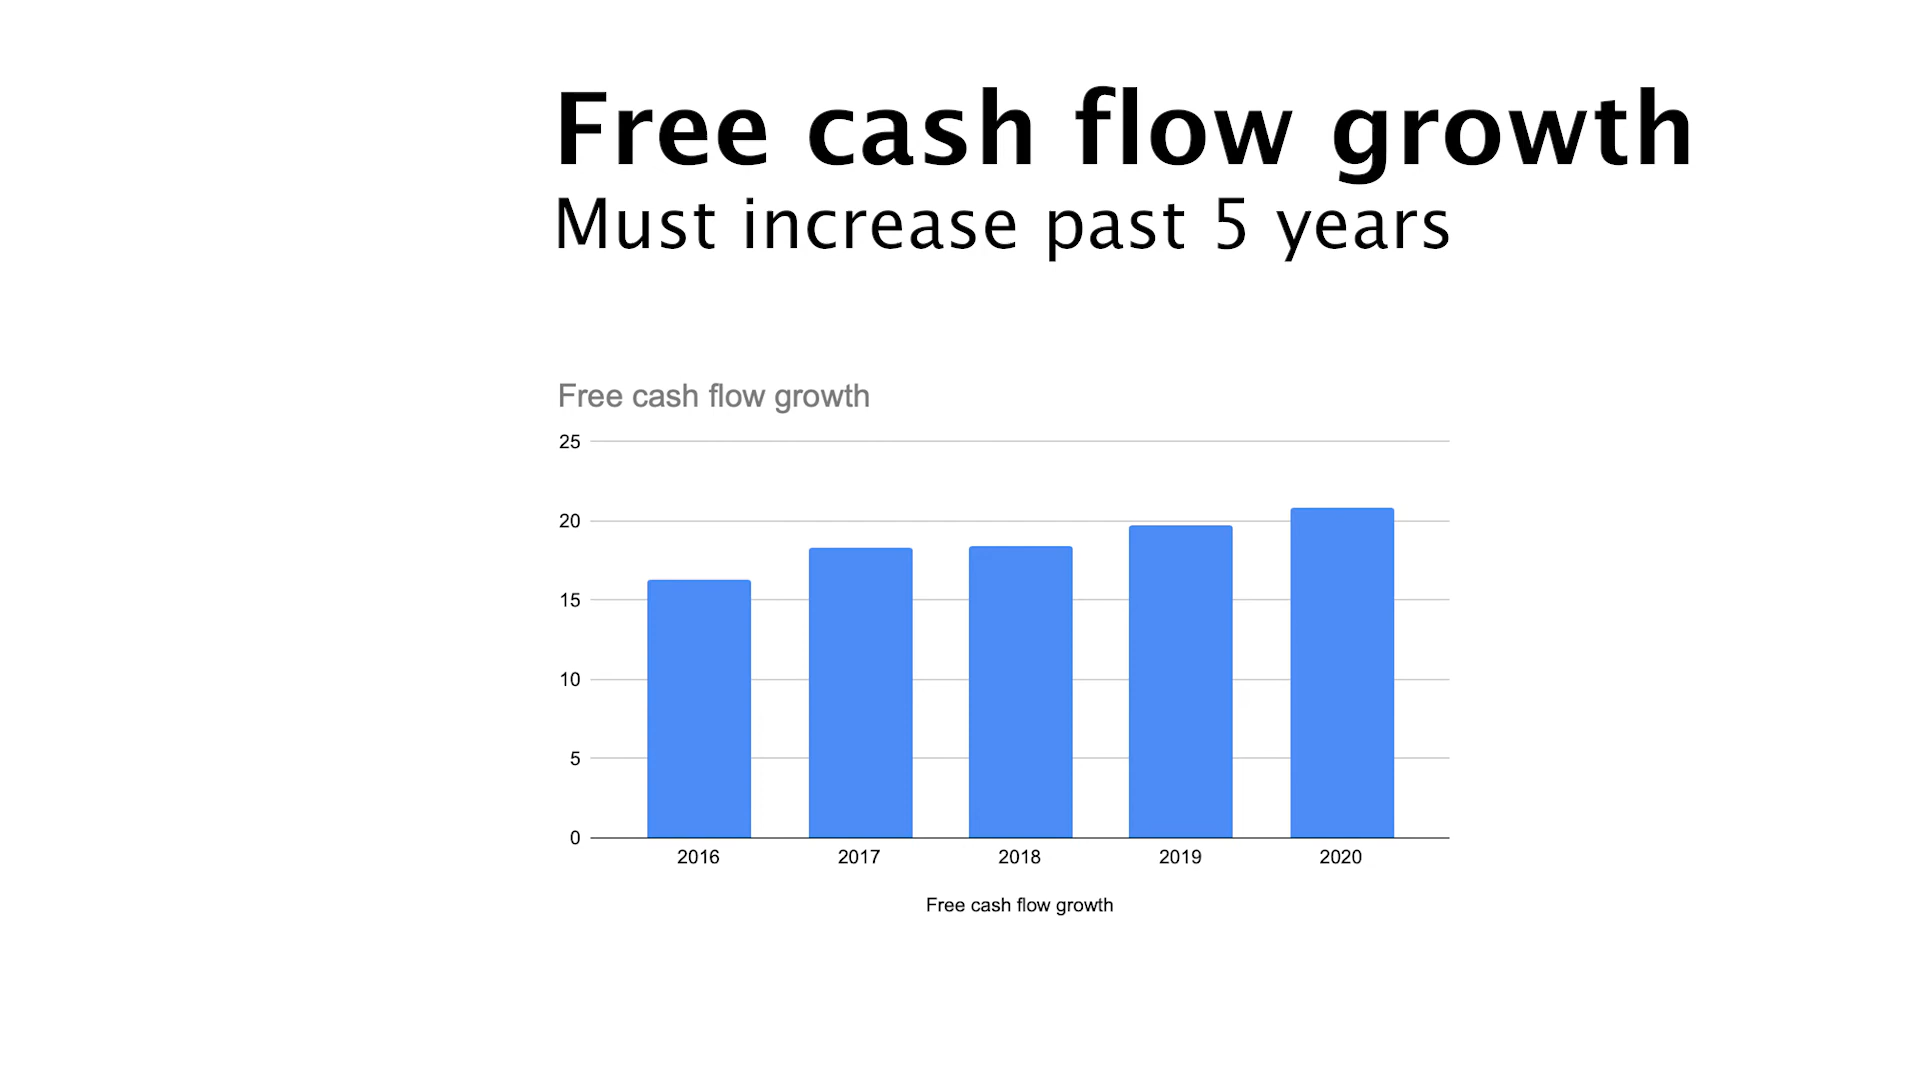 Free cash flow growth
Must increase past 5 years
Free cash flow growth
25
20
15
10
5
0
2016 2017 2018 2019 2020
Free cash flow growth